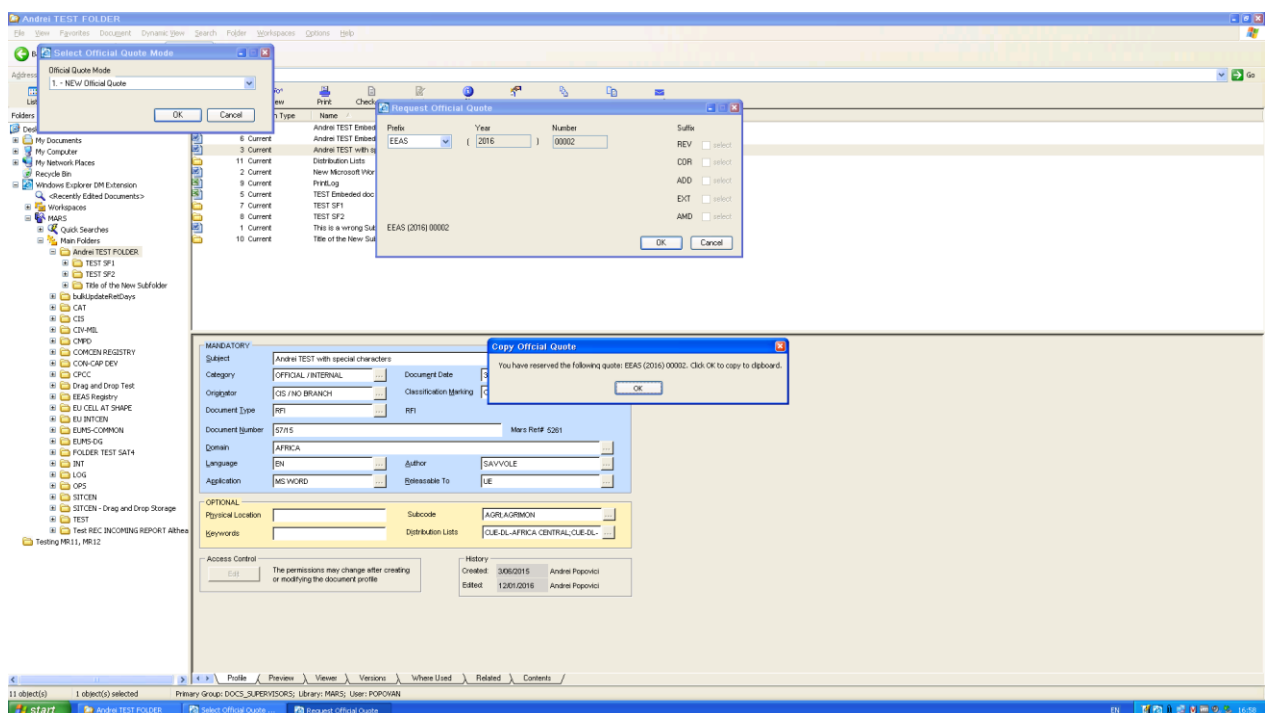 Andrei TEST FOLDER
File View Favorites Document Dynamic View Search Folder Workspaces Options Help
Select Official Quote Mode
Official Quote Mode
1. - NEW Official Quote
OK Cancel
Address
Go
Print Check
Folders
Type Name
Andrei TEST Embed
6 Current Andrei TEST Embed
3 Current Andrei TEST with sp
11 Current Distribution Lists
2 Current New Microsoft Wor
9 Current PrintLog
5 Current TEST Embeded doc
7 Current TEST SF1
8 Current TEST SF2
1 Current This is a wrong Sub
10 Current Title of the New Sub
My Documents
My Computer
My Network Places
Recycle Bin
Windows Explorer DM Extension
<Recently Edited Documents>
Workspaces
MARS
Quick Searches
Main Folders
Andrei TEST FOLDER
TEST SF1
TEST SF2
Title of the New Subfolder
bulkUpdateRetDays
CAT
CIS
CIV-MIL
CMPD
COMCEN REGISTRY
CON-CAP DEV
CPCC
Drag and Drop Test
EEAS Registry
EU CELL AT SHAPE
EU INTCEN
EUMS-COMMON
EUMS-DG
FOLDER TEST SAT4
INT
LOG
OPS
SITCEN
SITCEN - Drag and Drop Storage
TEST
Test REC INCOMING REPORT Althea
Testing MR11, MR12
Request Official Quote
Prefix Year Number Suffix
EEAS ( 2016 ) 00002
REV select
COR select
ADD select
EXT select
AMD select
EEAS (2016) 00002
OK Cancel
Copy Offcial Quote
You have reserved the following quote: EEAS (2016) 00002. Click OK to copy to clipboard.
OK
MANDATORY
Subject Andrei TEST with special characters
Category OFFICIAL / INTERNAL ... Document Date
Originator CIS / NO BRANCH ... Classification Marking
Document Type RFI ... RFI
Document Number 57/15 Mars Ref# 5261
Domain AFRICA ...
Language EN ... Author SAVVOLE ...
Application MS WORD ... Releasable To UE ...
OPTIONAL
Physical Location Subcode AGRI;AGRIMON ...
Keywords Distribution Lists CUE-DL-AFRICA CENTRAL;CUE-DL- ...
Access Control
Edit
The permissions may change after creating
or modifying the document profile
History
Created: 3/06/2015 Andrei Popovici
Edited: 12/01/2016 Andrei Popovici
Profile Preview Viewer Versions Where Used Related Contents
11 object(s) 1 object(s) selected Primary Group: DOCS_SUPERVISORS; Library: MARS; User: POPOVAN
start Andrei TEST FOLDER Select Official Quote ... Request Official Quote EN 16:58